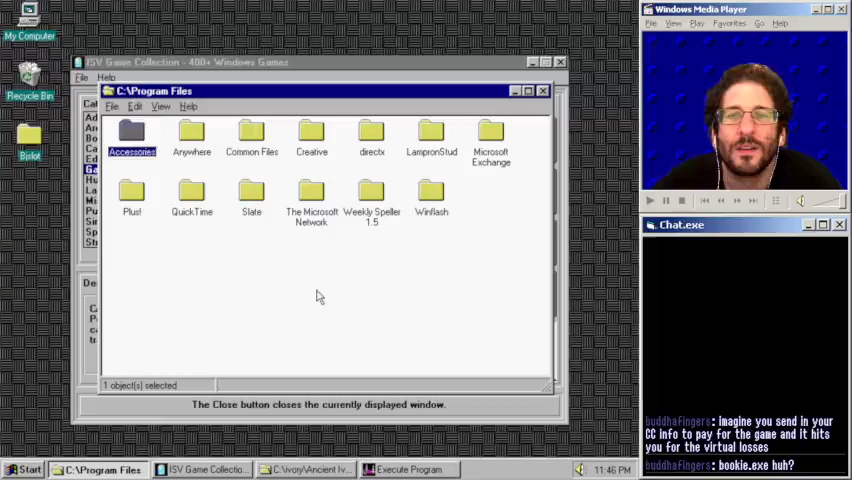 My Computer
Recycle Bin
Bjslot
ISV Game Collection - 400+ Windows Games
File Help
C:\Program Files
File Edit View Help
Accessories Anywhere Common Files Creative directx LampronStud Microsoft Exchange
Plus! QuickTime Slate The Microsoft Network Weekly Speller 1.5 Winflash
1 object(s) selected
The Close button closes the currently displayed window.
Start C:\Program Files ISV Game Collectio... C:\ivory\Ancient Iv... Execute Program 11:46 PM
Windows Media Player
File View Play Favorites Go Help
Chat.exe
buddhafingers: imagine you send in your
CC info to pay for the game and it hits
you for the virtual losses
buddhafingers: bookie.exe huh?